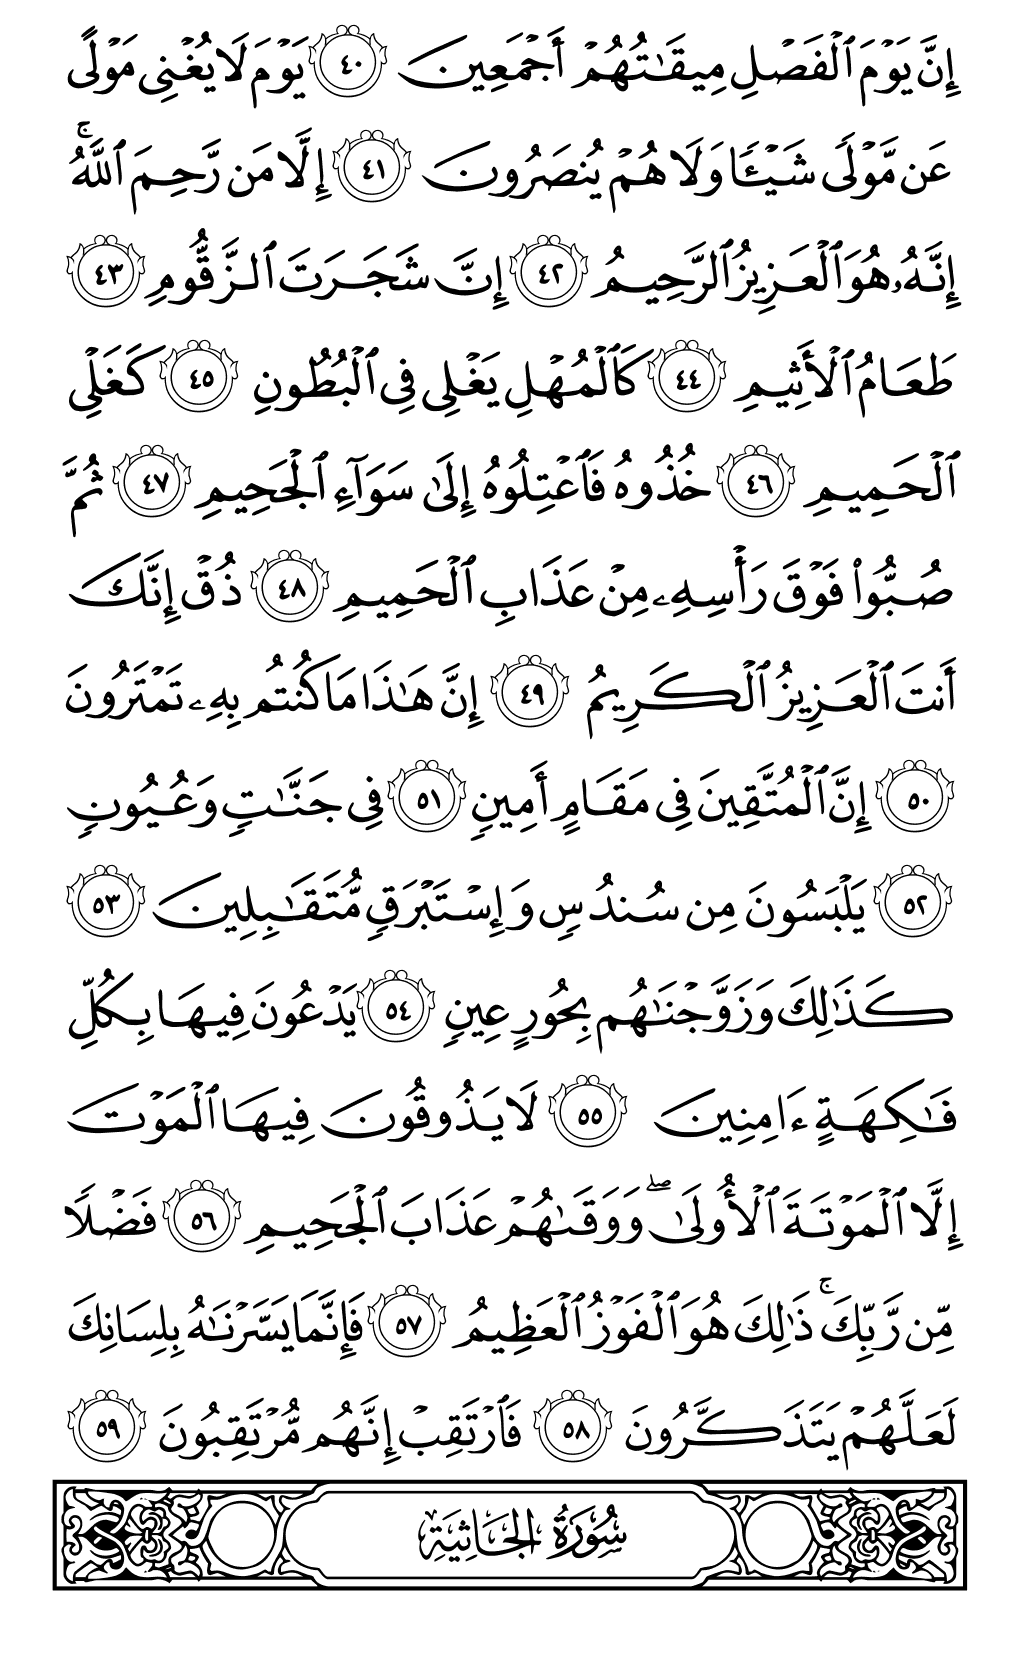 إِنَّ يَوْمَ ٱلْفَصْلِ مِيقَٰتُهُمْ أَجْمَعِينَ ٤٠ يَوْمَ لَا يُغْنِى مَوْلًى
عَن مَّوْلًى شَيْـًٔا وَلَا هُمْ يُنصَرُونَ ٤١ إِلَّا مَن رَّحِمَ ٱللَّهُ ۚ
إِنَّهُۥ هُوَ ٱلْعَزِيزُ ٱلرَّحِيمُ ٤٢ إِنَّ شَجَرَتَ ٱلزَّقُّومِ ٤٣
طَعَامُ ٱلْأَثِيمِ ٤٤ كَٱلْمُهْلِ يَغْلِى فِى ٱلْبُطُونِ ٤٥ كَغَلْىِ
ٱلْحَمِيمِ ٤٦ خُذُوهُ فَٱعْتِلُوهُ إِلَىٰ سَوَآءِ ٱلْجَحِيمِ ٤٧ ثُمَّ
صُبُّوا۟ فَوْقَ رَأْسِهِۦ مِنْ عَذَابِ ٱلْحَمِيمِ ٤٨ ذُقْ إِنَّكَ
أَنتَ ٱلْعَزِيزُ ٱلْكَرِيمُ ٤٩ إِنَّ هَٰذَا مَا كُنتُم بِهِۦ تَمْتَرُونَ
٥٠ إِنَّ ٱلْمُتَّقِينَ فِى مَقَامٍ أَمِينٍ ٥١ فِى جَنَّٰتٍ وَعُيُونٍ
٥٢ يَلْبَسُونَ مِن سُندُسٍ وَإِسْتَبْرَقٍ مُّتَقَٰبِلِينَ ٥٣
كَذَٰلِكَ وَزَوَّجْنَٰهُم بِحُورٍ عِينٍ ٥٤ يَدْعُونَ فِيهَا بِكُلِّ
فَٰكِهَةٍ ءَامِنِينَ ٥٥ لَا يَذُوقُونَ فِيهَا ٱلْمَوْتَ
إِلَّا ٱلْمَوْتَةَ ٱلْأُولَىٰ ۖ وَوَقَىٰهُمْ عَذَابَ ٱلْجَحِيمِ ٥٦ فَضْلًا
مِّن رَّبِّكَ ۚ ذَٰلِكَ هُوَ ٱلْفَوْزُ ٱلْعَظِيمُ ٥٧ فَإِنَّمَا يَسَّرْنَٰهُ بِلِسَانِكَ
لَعَلَّهُمْ يَتَذَكَّرُونَ ٥٨ فَٱرْتَقِبْ إِنَّهُم مُّرْتَقِبُونَ ٥٩
سُورَةُ الجَاثِيَةِ